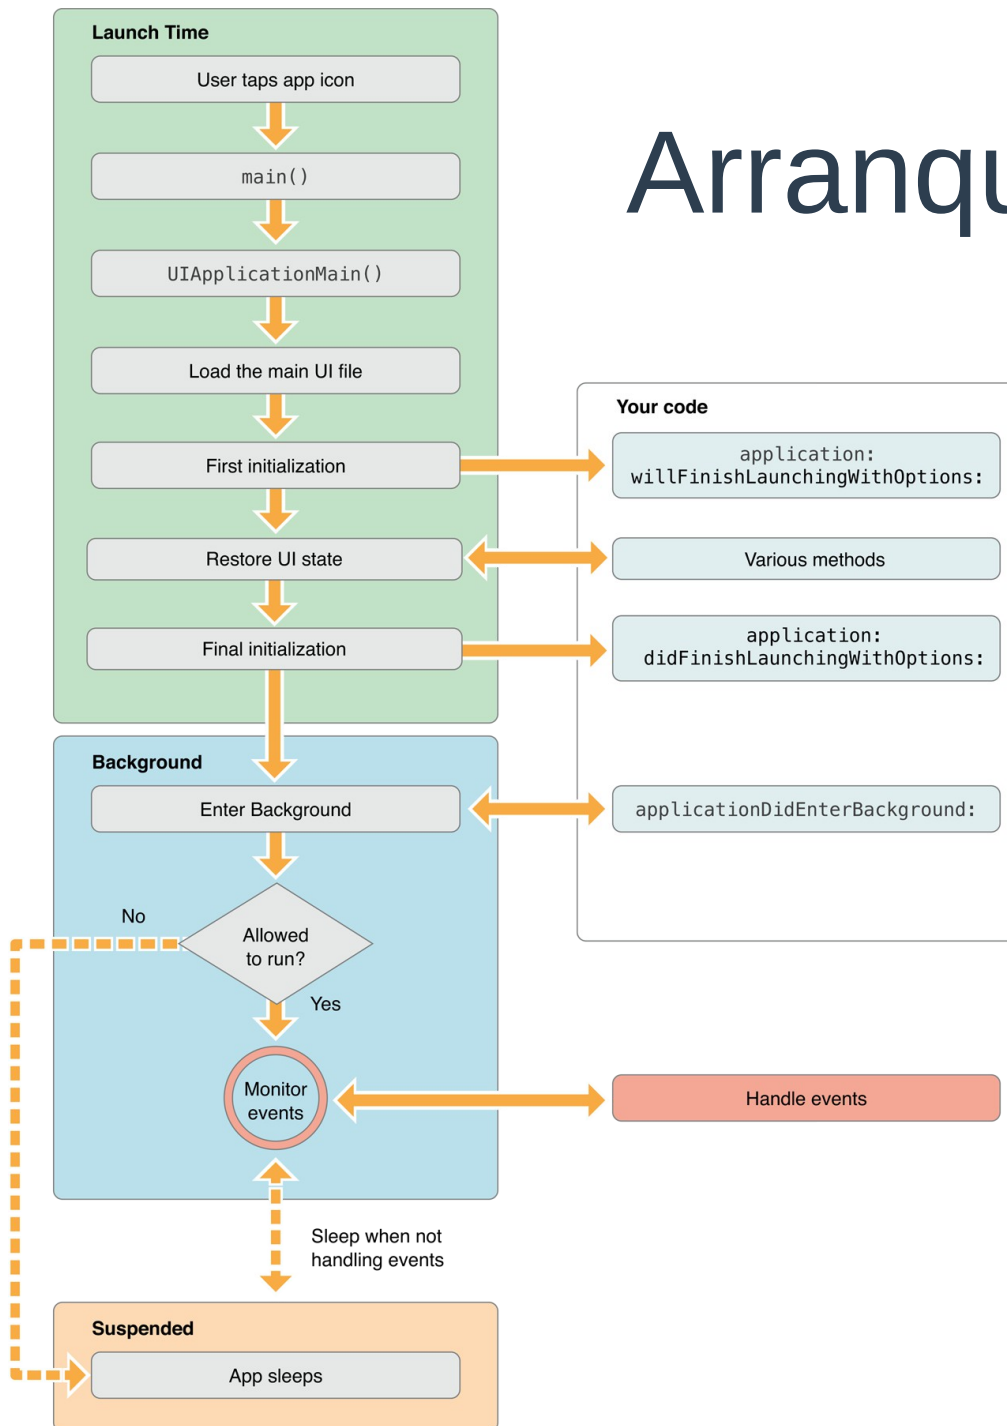 Launch Time
User taps app icon
Arranqu
main()
UIApplicationMain()
Load the main UI file
Your code
First initialization
application:
willFinishLaunchingWithOptions:
Restore UI state
Various methods
Final initialization
application:
didFinishLaunchingWithOptions:
Background
Enter Background
applicationDidEnterBackground:
No
Allowed
to run?
Yes
Monitor
events
Handle events
Sleep when not
handling events
Suspended
App sleeps